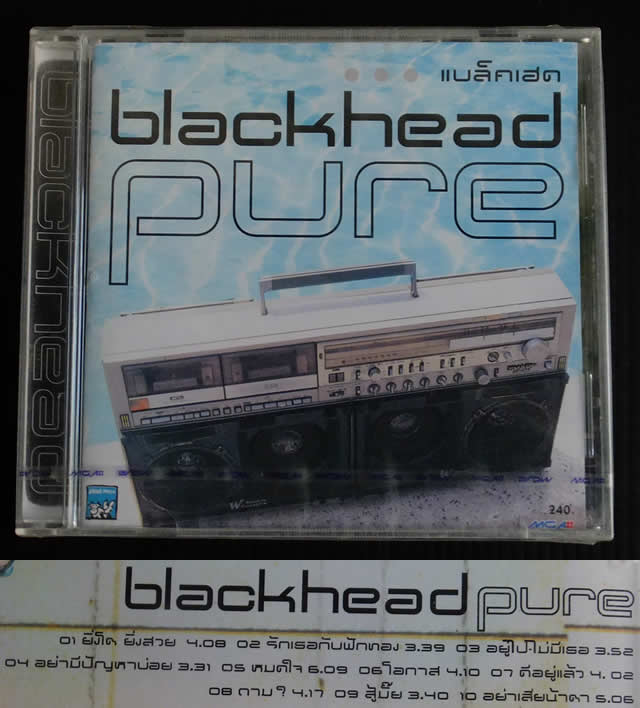 แบล็คเฮด
blackhead
pure
blackhead
240
MGA
blackhead pure
01 ยิ่งโต ยิ่งสวย 4.08 02 รักเธอกับฟักทอง 3.39 03 อยู่ไป-ไม่มีเธอ 3.52
04 อย่ามีปัญหาบ่อย 3.31 05 หมดใจ 5.09 06 โอกาส 4.10 07 ดีอยู่แล้ว 4.02
08 ถาม ? 4.17 09 สู้มั๊ย 3.40 10 อย่าเสียน้ำตา 5.06